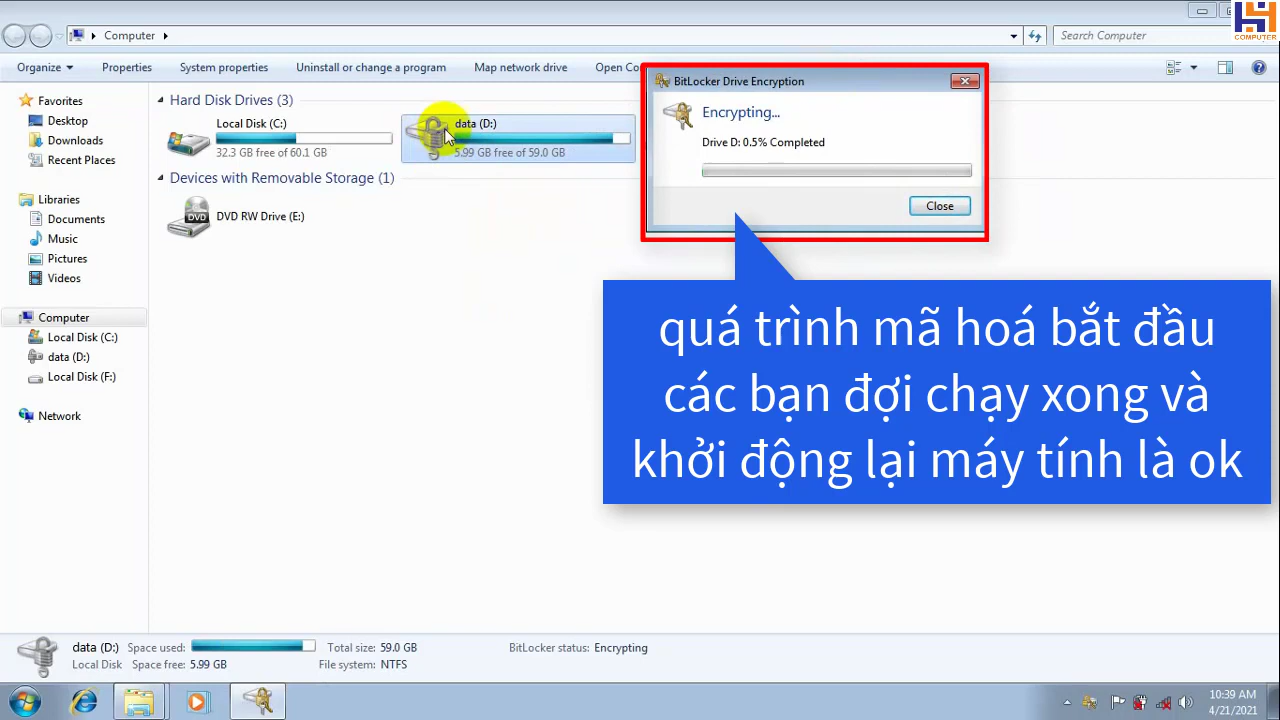 Computer
Search Computer
COMPUTER
Organize
Properties
System properties
Uninstall or change a program
Map network drive
Open Co
Favorites
Desktop
Downloads
Recent Places
Libraries
Documents
Music
Pictures
Videos
Computer
Local Disk (C:)
data (D:)
Local Disk (F:)
Network
Hard Disk Drives (3)
Local Disk (C:)
32.3 GB free of 60.1 GB
data (D:)
5.99 GB free of 59.0 GB
Devices with Removable Storage (1)
DVD
DVD RW Drive (E:)
BitLocker Drive Encryption
Encrypting...
Drive D: 0.5% Completed
Close
quá trình mã hoá bắt đầu
các bạn đợi chạy xong và
khởi động lại máy tính là ok
data (D:) Space used: Total size: 59.0 GB BitLocker status: Encrypting
Local Disk Space free: 5.99 GB File system: NTFS
10:39 AM
4/21/2021